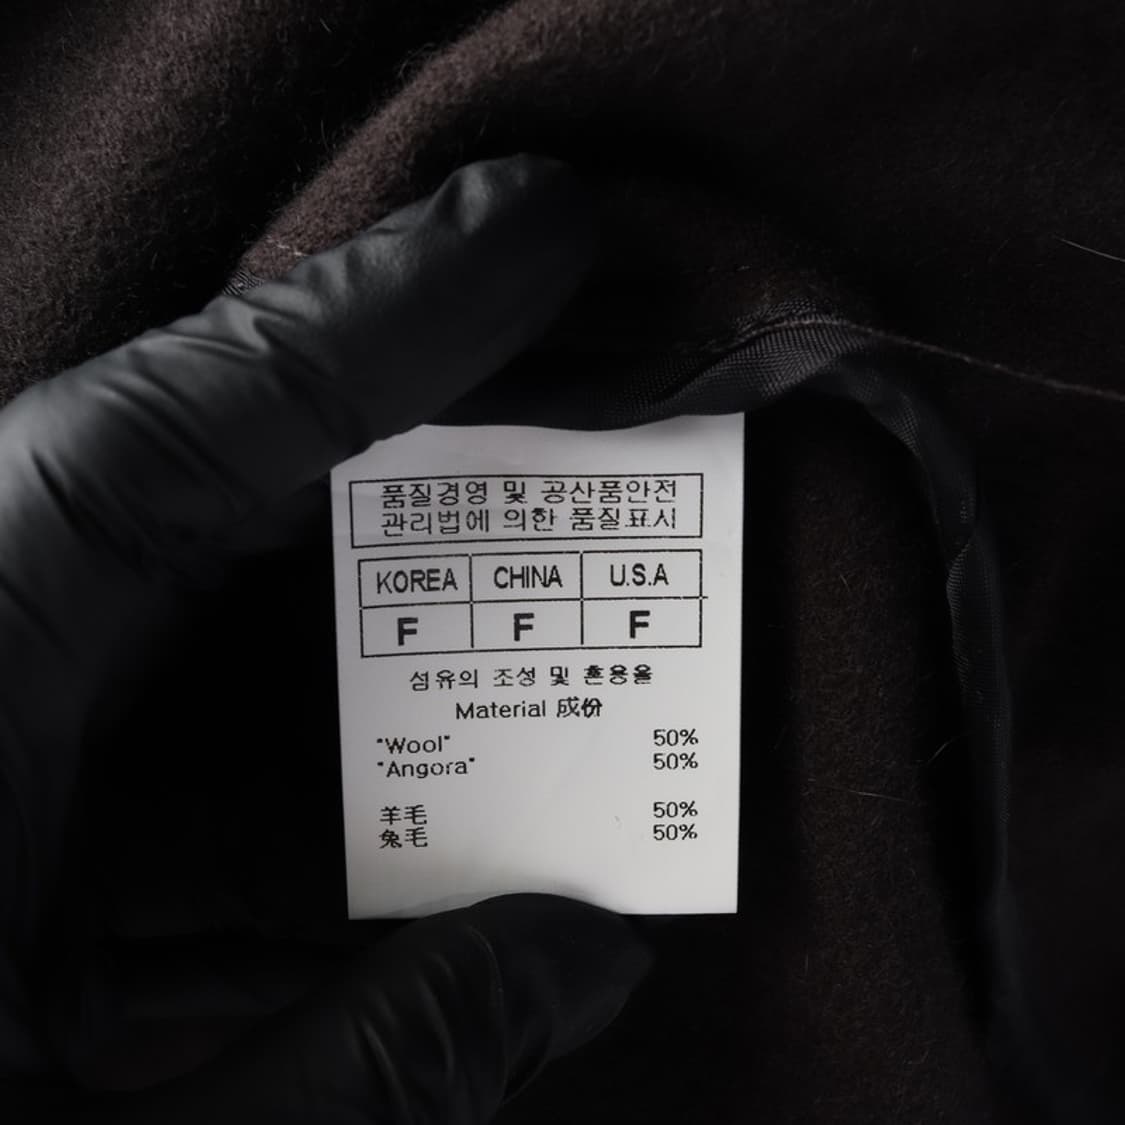 품질경영 및 공산품안전
관리법에 의한 품질표시
KOREA CHINA U.S.A
F F F
섬유의 조성 및 혼용율
Material 成份
"Wool" 50%
"Angora" 50%
羊毛 50%
兔毛 50%